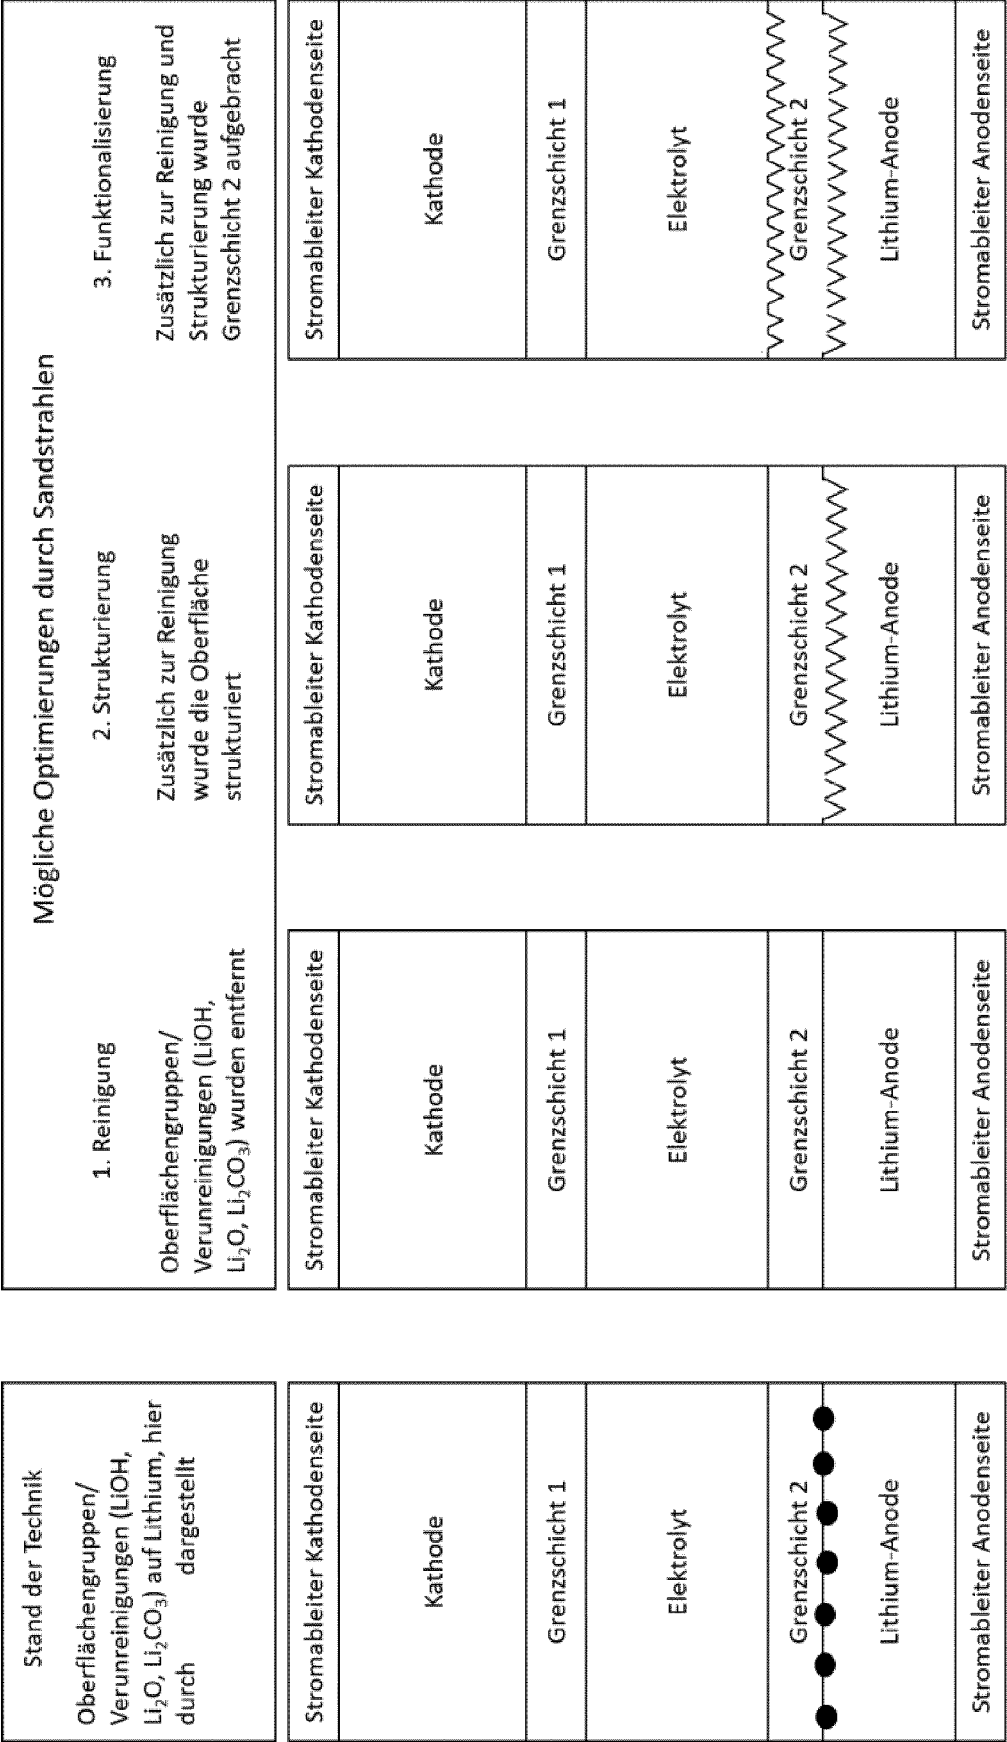 Stand der Technik
Oberflächengruppen/
Verunreinigungen (LiOH,
Li₂O, Li₂CO₃) auf Lithium, hier
durch dargestellt
Stromableiter Kathodenseite
Kathode
Grenzschicht 1
Elektrolyt
Grenzschicht 2
Lithium-Anode
Stromableiter Anodenseite
Mögliche Optimierungen durch Sandstrahlen
1. Reinigung
Oberflächengruppen/
Verunreinigungen (LiOH,
Li₂O, Li₂CO₃) wurden entfernt
Stromableiter Kathodenseite
Kathode
Grenzschicht 1
Elektrolyt
Grenzschicht 2
Lithium-Anode
Stromableiter Anodenseite
2. Strukturierung
Zusätzlich zur Reinigung
wurde die Oberfläche
strukturiert
Stromableiter Kathodenseite
Kathode
Grenzschicht 1
Elektrolyt
Grenzschicht 2
Lithium-Anode
Stromableiter Anodenseite
3. Funktionalisierung
Zusätzlich zur Reinigung und
Strukturierung wurde
Grenzschicht 2 aufgebracht
Stromableiter Kathodenseite
Kathode
Grenzschicht 1
Elektrolyt
Grenzschicht 2
Lithium-Anode
Stromableiter Anodenseite